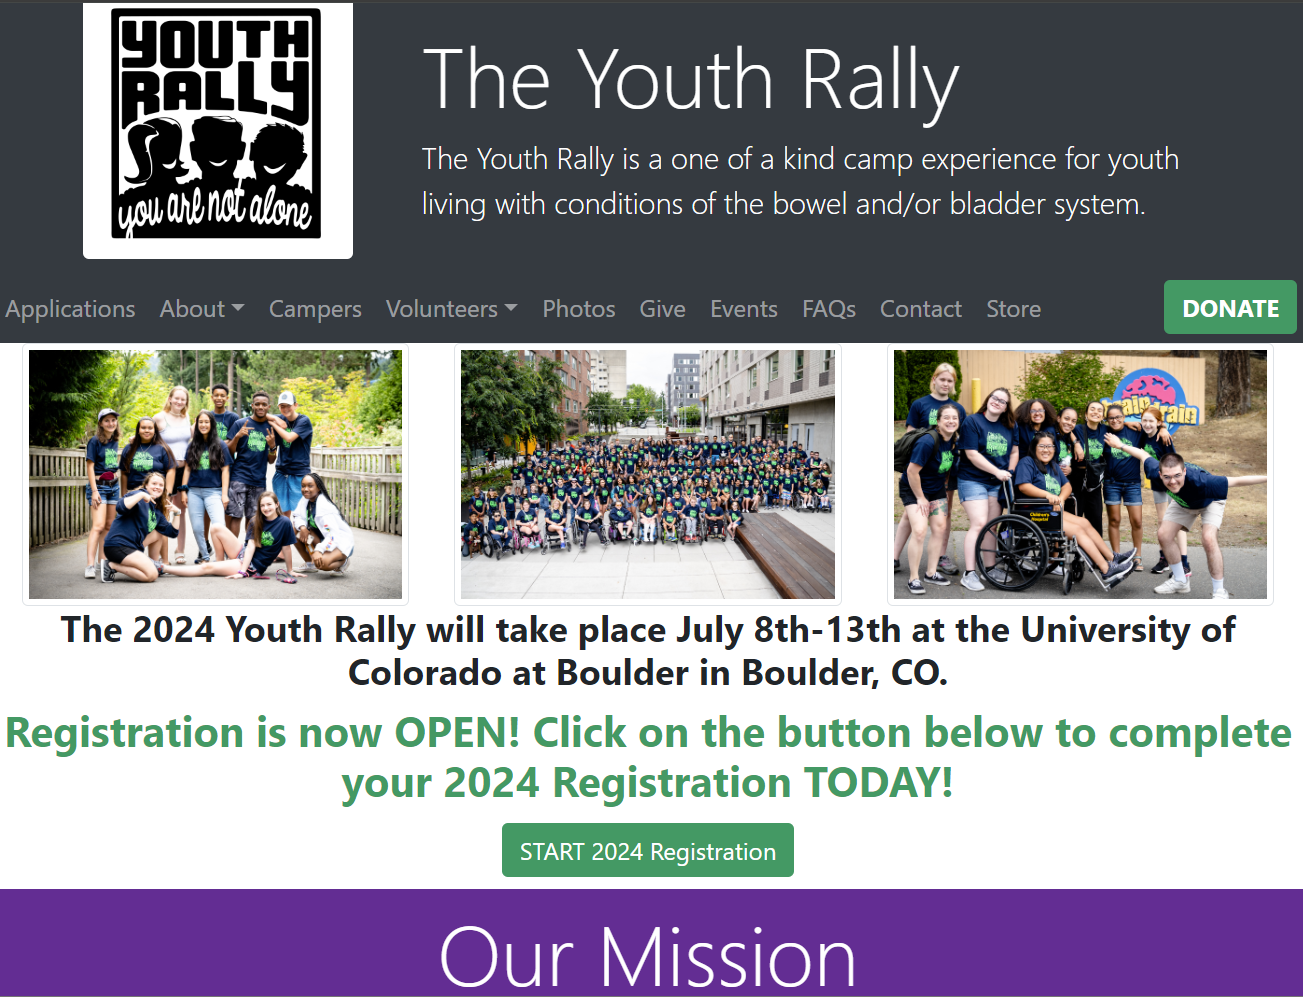 YOUTH
RALLY
you are not alone
The Youth Rally
The Youth Rally is a one of a kind camp experience for youth
living with conditions of the bowel and/or bladder system.
Applications About Campers Volunteers Photos Give Events FAQs Contact Store DONATE
Children's
Hospital
The 2024 Youth Rally will take place July 8th-13th at the University of
Colorado at Boulder in Boulder, CO.
Registration is now OPEN! Click on the button below to complete
your 2024 Registration TODAY!
START 2024 Registration
Our Mission